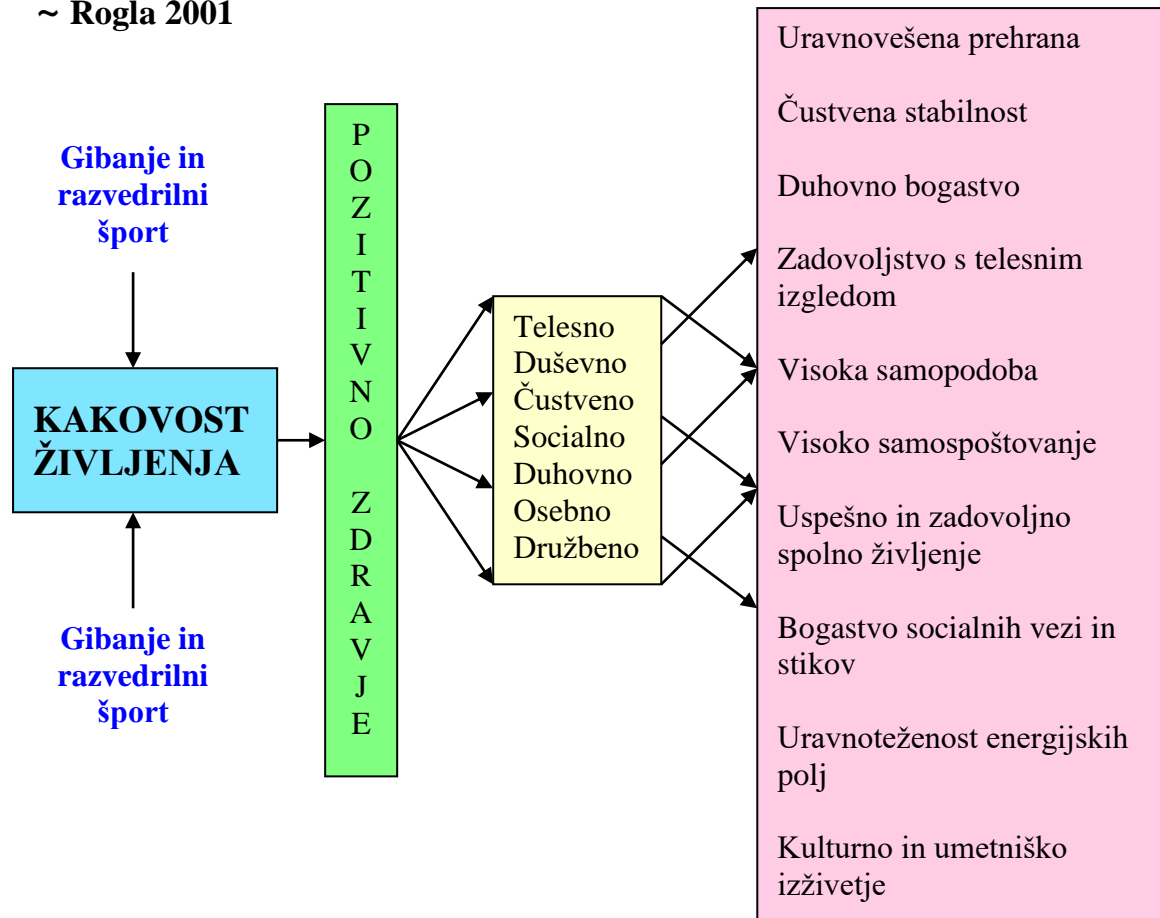 ~ Rogla 2001
Gibanje in
razvedrilni
šport
KAKOVOST
ŽIVLJENJA
Gibanje in
razvedrilni
šport
P
O
Z
I
T
I
V
N
O
Z
D
R
A
V
J
E
Telesno
Duševno
Čustveno
Socialno
Duhovno
Osebno
Družbeno
Uravnovešena prehrana
Čustvena stabilnost
Duhovno bogastvo
Zadovoljstvo s telesnim
izgledom
Visoka samopodoba
Visoko samospoštovanje
Uspešno in zadovoljno
spolno življenje
Bogastvo socialnih vezi in
stikov
Uravnoteženost energijskih
polj
Kulturno in umetniško
izživetje